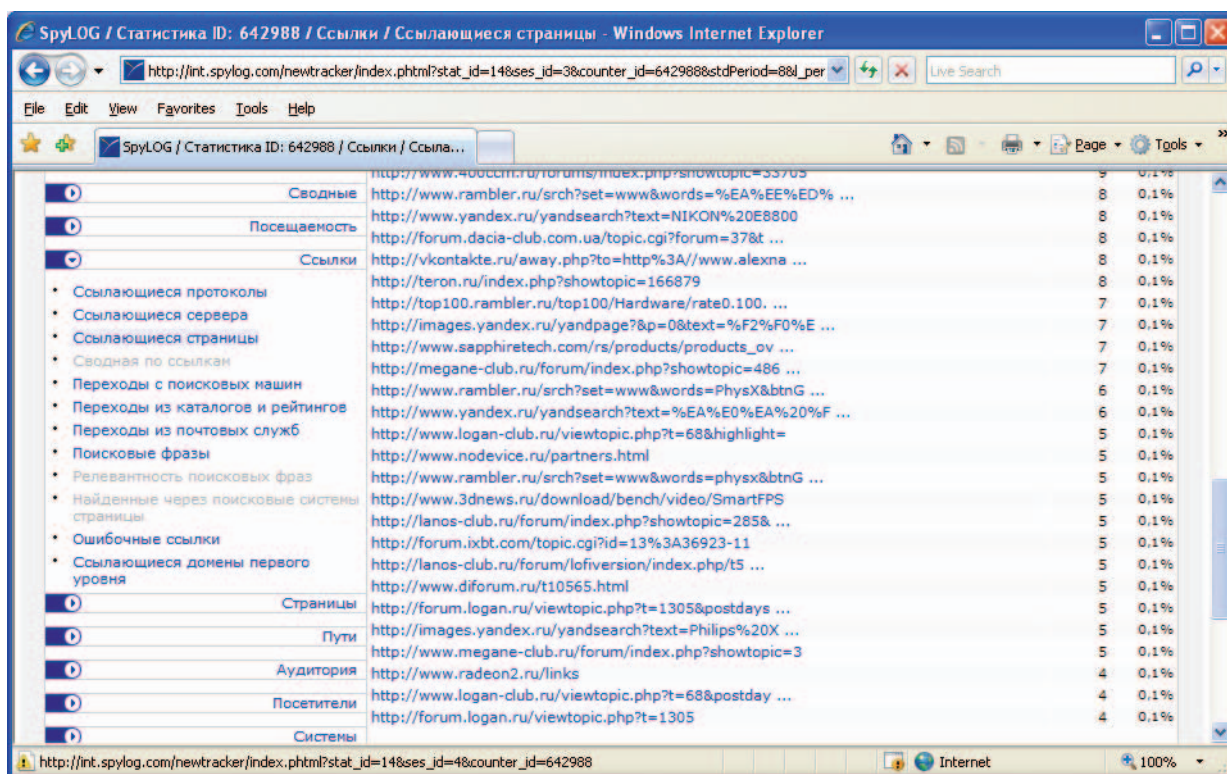 SpyLOG / Статистика ID: 642988 / Ссылки / Ссылающиеся страницы - Windows Internet Explorer
http://int.spylog.com/newtracker/index.phtml?stat_id=14&ses_id=3&counter_id=642988&stdPeriod=8&l_per
Live Search
File Edit View Favorites Tools Help
SpyLOG / Статистика ID: 642988 / Ссылки / Ссыла...
Page Tools
Сводные
Посещаемость
Ссылки
Ссылающиеся протоколы
Ссылающиеся сервера
Ссылающиеся страницы
Сводная по ссылкам
Переходы с поисковых машин
Переходы из каталогов и рейтингов
Переходы из почтовых служб
Поисковые фразы
Релевантность поисковых фраз
Найденные через поисковые системы
страницы
Ошибочные ссылки
Ссылающиеся домены первого
уровня
Страницы
Пути
Аудитория
Посетители
Системы
http://www.400ccm.ru/forums/index.php?showtopic=33705 9 0,1%
http://www.rambler.ru/srch?set=www&words=%EA%EE%ED% ... 8 0,1%
http://www.yandex.ru/yandsearch?text=NIKON%20E8800 8 0,1%
http://forum.dacia-club.com.ua/topic.cgi?forum=37&t ... 8 0,1%
http://vkontakte.ru/away.php?to=http%3A//www.alexna ... 8 0,1%
http://teron.ru/index.php?showtopic=166879 8 0,1%
http://top100.rambler.ru/top100/Hardware/rate0.100. ... 7 0,1%
http://images.yandex.ru/yandpage?&p=0&text=%F2%F0%E ... 7 0,1%
http://www.sapphiretech.com/rs/products/products_ov ... 7 0,1%
http://megane-club.ru/forum/index.php?showtopic=486 ... 7 0,1%
http://www.rambler.ru/srch?set=www&words=PhysX&btnG ... 6 0,1%
http://www.yandex.ru/yandsearch?text=%EA%E0%EA%20%F ... 6 0,1%
http://www.logan-club.ru/viewtopic.php?t=68&highlight= 5 0,1%
http://www.nodevice.ru/partners.html 5 0,1%
http://www.rambler.ru/srch?set=www&words=physx&btnG ... 5 0,1%
http://www.3dnews.ru/download/bench/video/SmartFPS 5 0,1%
http://lanos-club.ru/forum/index.php?showtopic=285& ... 5 0,1%
http://forum.ixbt.com/topic.cgi?id=13%3A36923-11 5 0,1%
http://lanos-club.ru/forum/lofiversion/index.php/t5 ... 5 0,1%
http://www.diforum.ru/t10565.html 5 0,1%
http://forum.logan.ru/viewtopic.php?t=1305&postdays ... 5 0,1%
http://images.yandex.ru/yandsearch?text=Philips%20X ... 5 0,1%
http://www.megane-club.ru/forum/index.php?showtopic=3 5 0,1%
http://www.radeon2.ru/links 4 0,1%
http://www.logan-club.ru/viewtopic.php?t=68&postday ... 4 0,1%
http://forum.logan.ru/viewtopic.php?t=1305 4 0,1%
http://int.spylog.com/newtracker/index.phtml?stat_id=14&ses_id=4&counter_id=642988
Internet
100%